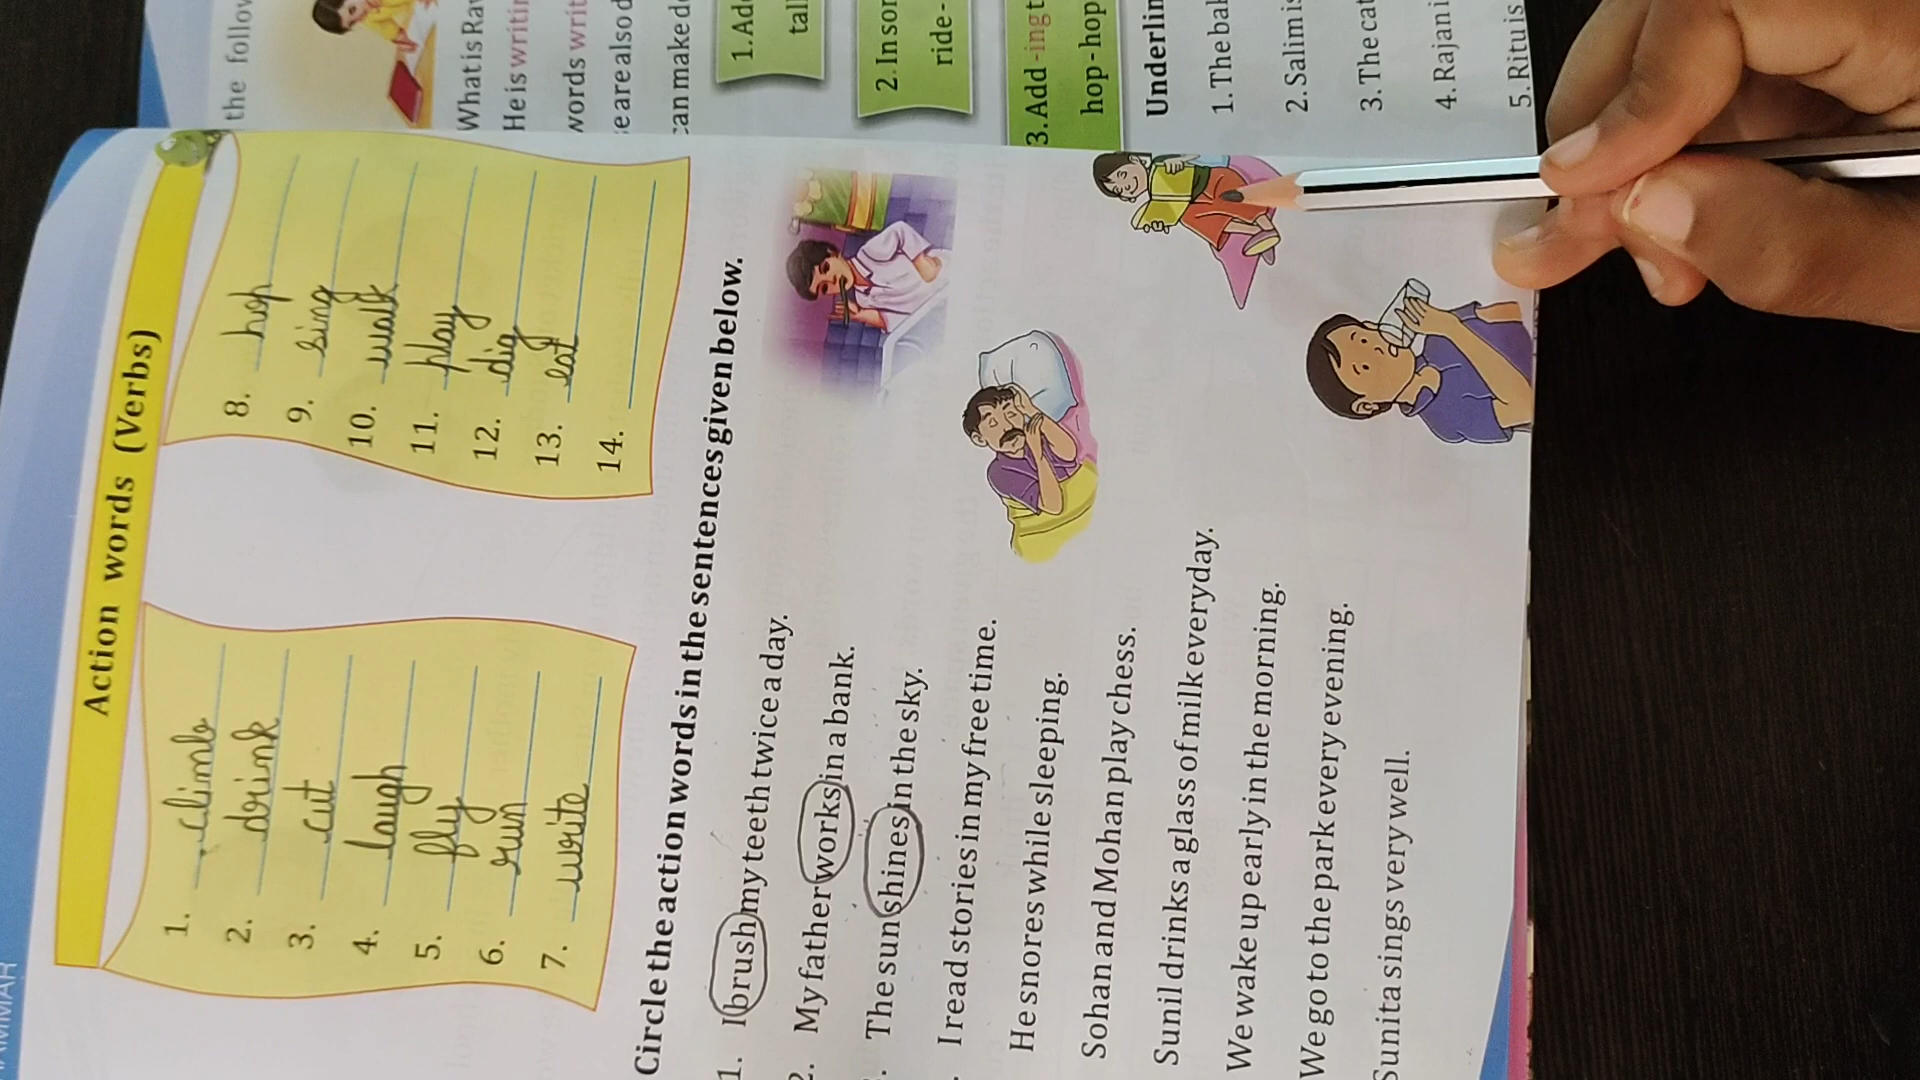 Action words (Verbs)
1. climb
2. drink
3. cut
4. laugh
5. fly
6. run
7. write
8. hop
9. sing
10. walk
11. play
12. dig
13. eat
14.
Circle the action words in the sentences given below.
1. I brush my teeth twice a day.
2. My father works in a bank.
. The sun shines in the sky.
. I read stories in my free time.
He snores while sleeping.
Sohan and Mohan play chess.
Sunil drinks a glass of milk everyday.
We wake up early in the morning.
We go to the park every evening.
Sunita sings very well.
the follow
What is Ra
He is writi
words writ
e are also d
can make d
1. Add
tal
2. In so
ride-
3. Add -ing t
hop - hop
Underlin
1. The bal
2. Salim is
3. The cat
4. Rajani
5. Ritu is